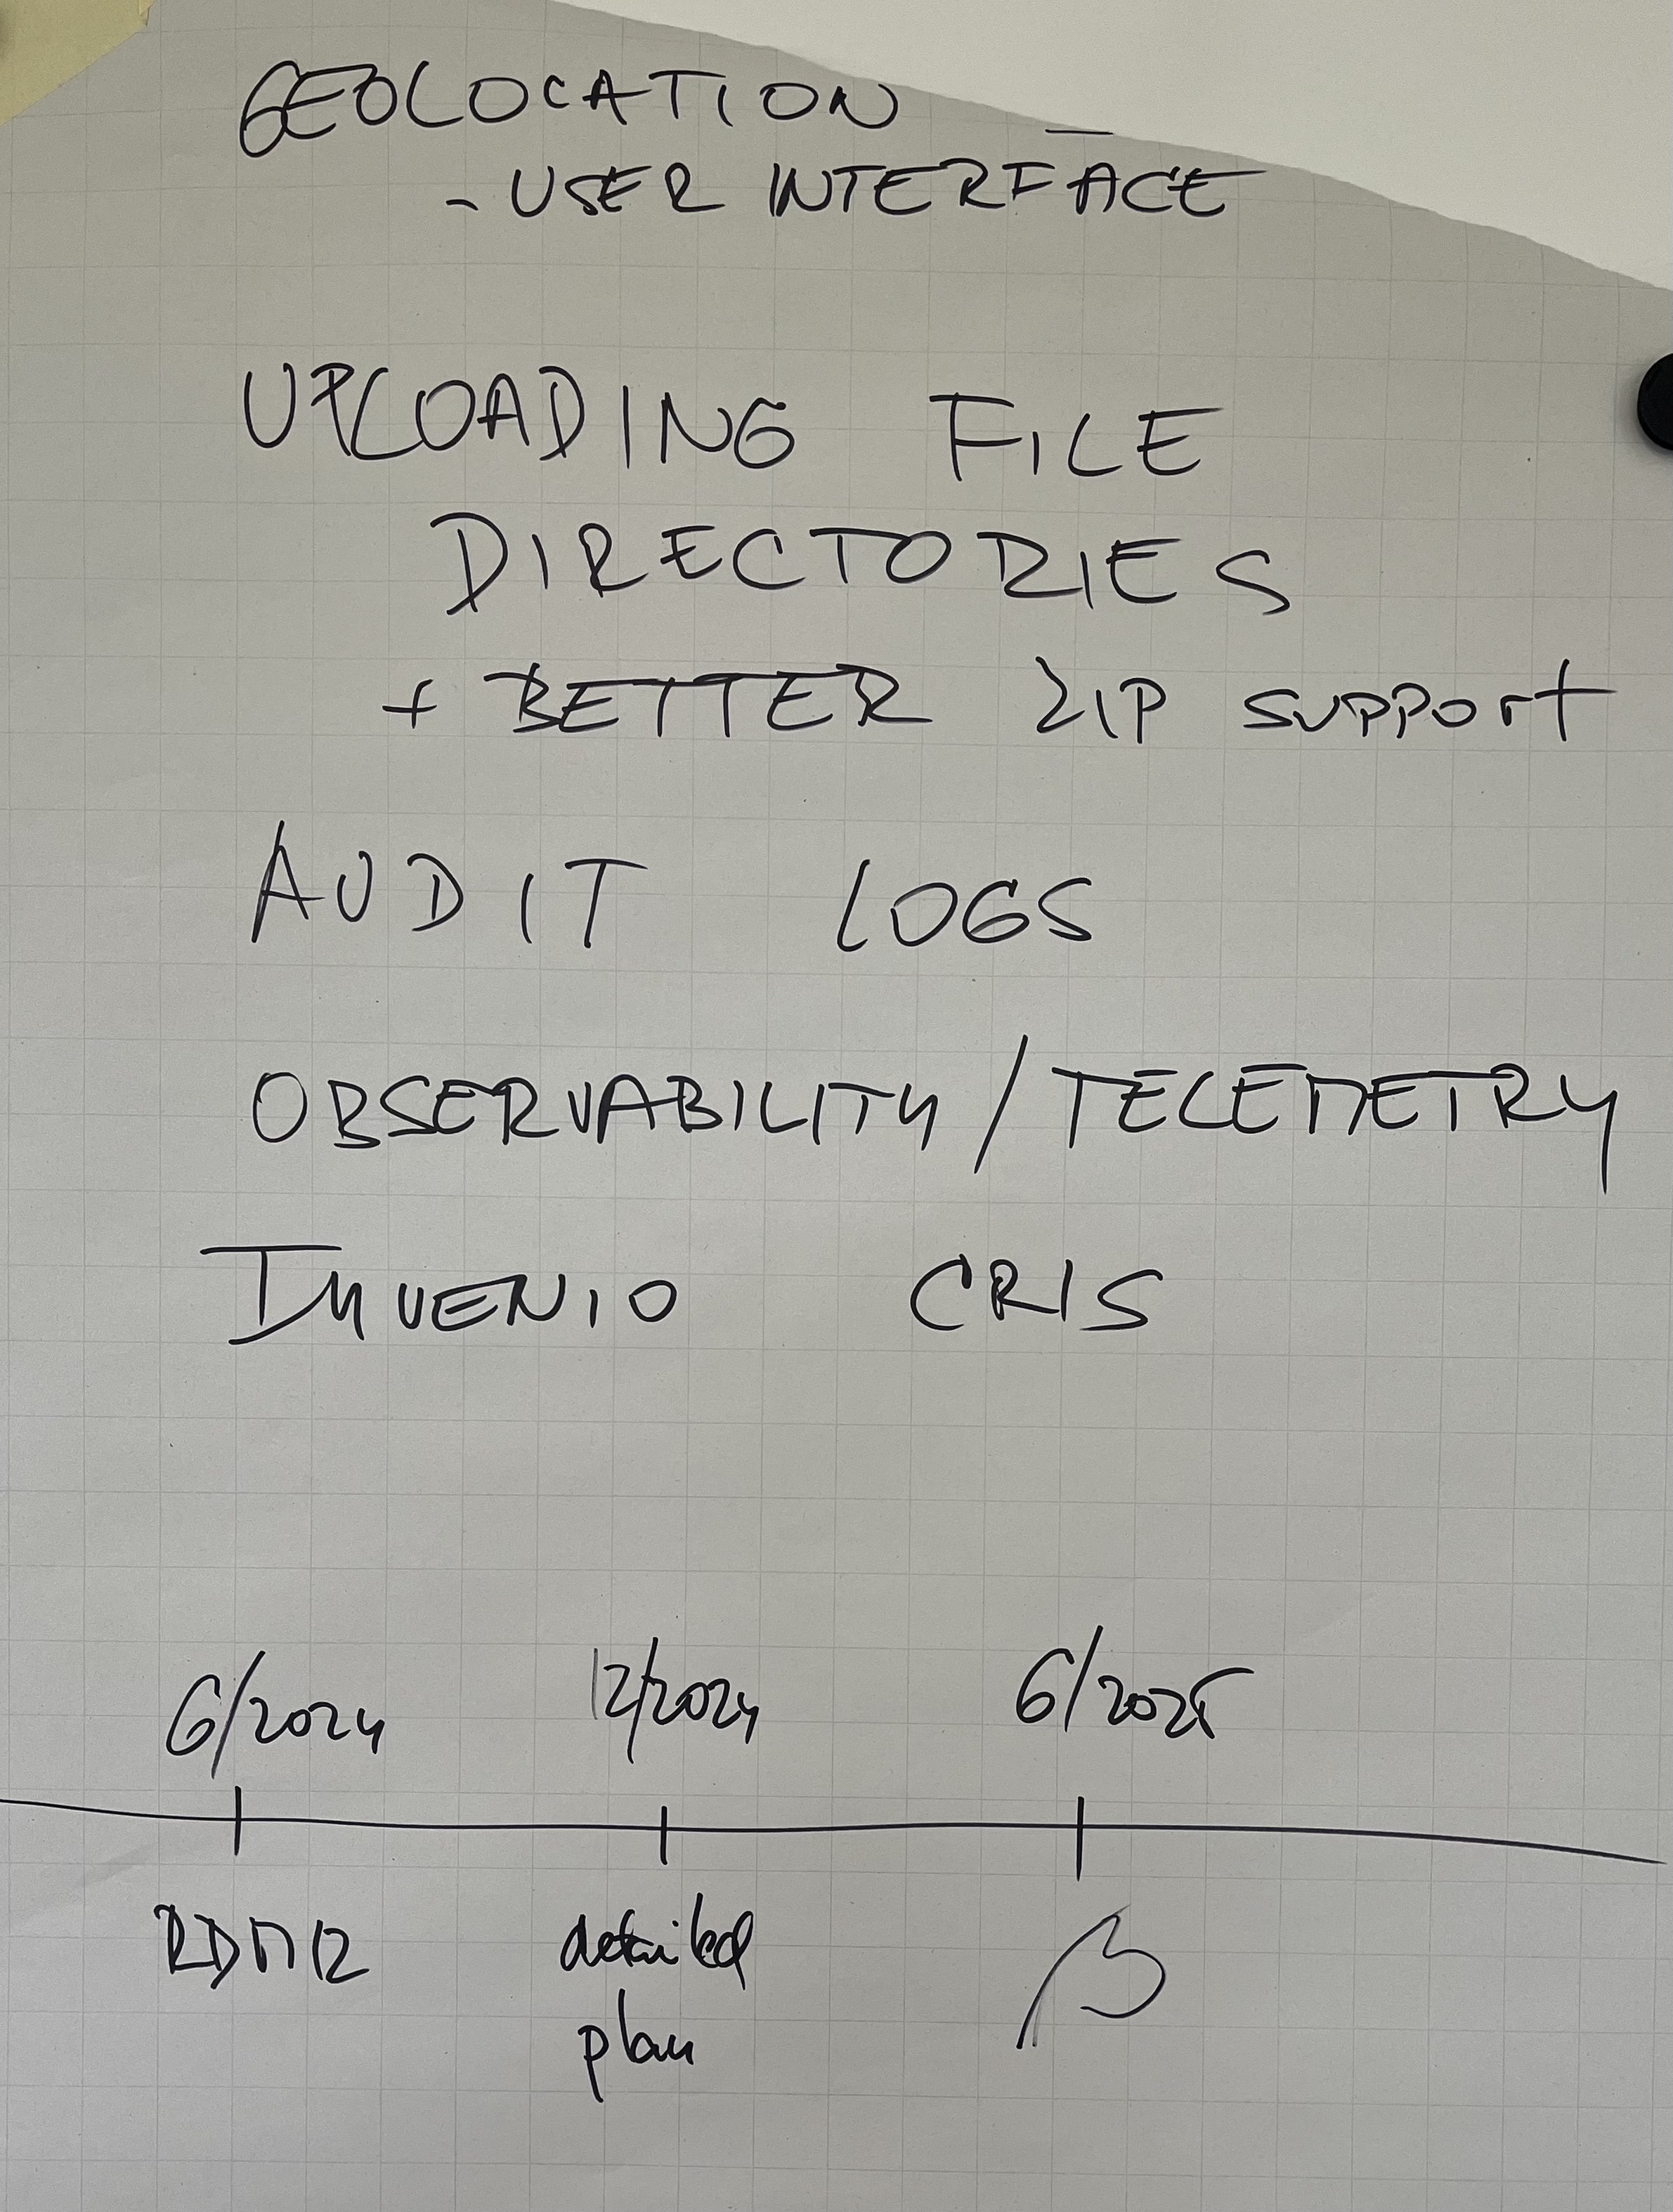 GEOLOCATION
- USER INTERFACE
UPLOADING FILE
DIRECTORIES
+ BETTER ZIP SUPPORT
AUDIT LOGS
OBSERVABILITY / TELEMETRY
INVENIO CRIS
6/2024 12/2024 6/2025
RDM12 detailed β
plan